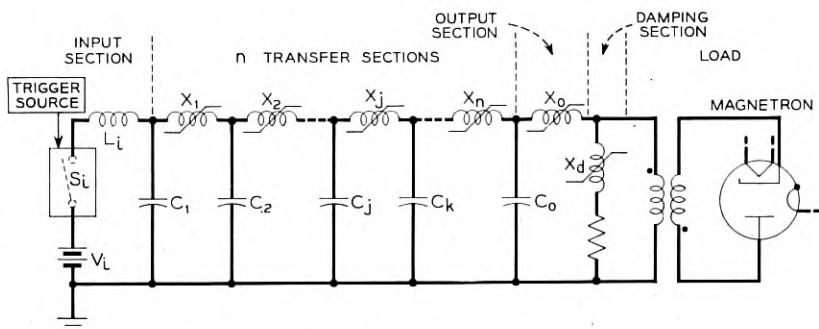 INPUT
SECTION
n TRANSFER SECTIONS
OUTPUT
SECTION
DAMPING
SECTION
LOAD
TRIGGER
SOURCE
MAGNETRON
Li
X1
X2
Xj
Xn
Xo
Xd
Si
C1
C2
Cj
Ck
Co
Vi